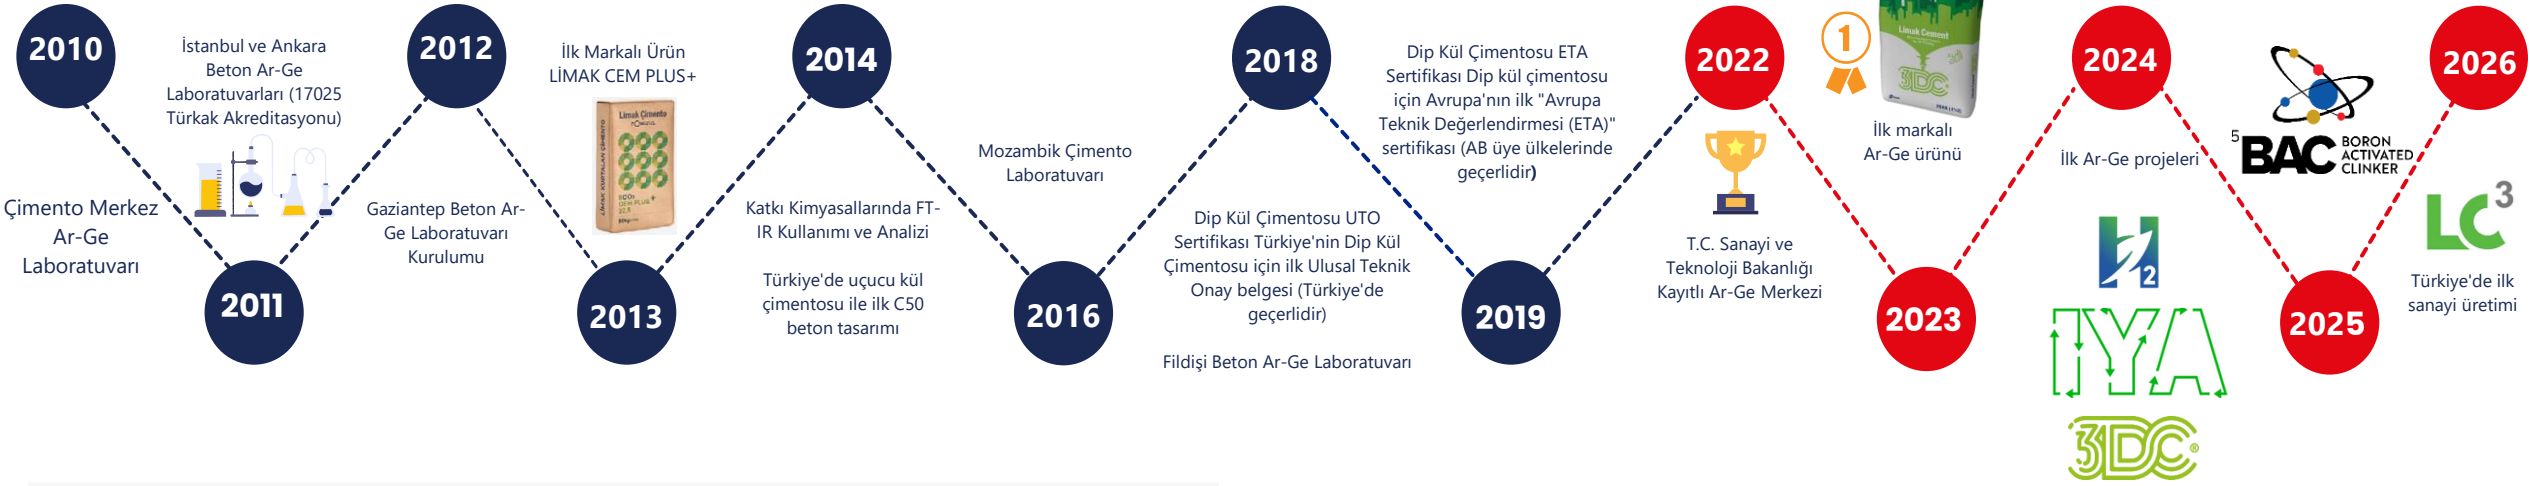 2010
Çimento Merkez
Ar-Ge
Laboratuvarı
İstanbul ve Ankara
Beton Ar-Ge
Laboratuvarları (17025
Türkak Akreditasyonu)
2011
2012
Gaziantep Beton Ar-
Ge Laboratuvarı
Kurulumu
İlk Markalı Ürün
LİMAK CEM PLUS+
Limak Çimento
2013
2014
Katkı Kimyasallarında FT-
IR Kullanımı ve Analizi
Türkiye'de uçucu kül
çimentosu ile ilk C50
beton tasarımı
Mozambik Çimento
Laboratuvarı
2016
2018
Dip Kül Çimentosu UTO
Sertifikası Türkiye'nin Dip Kül
Çimentosu için ilk Ulusal Teknik
Onay belgesi (Türkiye'de
geçerlidir)
Fildişi Beton Ar-Ge Laboratuvarı
Dip Kül Çimentosu ETA
Sertifikası Dip kül çimentosu
için Avrupa'nın ilk "Avrupa
Teknik Değerlendirmesi (ETA)"
sertifikası (AB üye ülkelerinde
geçerlidir)
2019
2022
T.C. Sanayi ve
Teknoloji Bakanlığı
Kayıtlı Ar-Ge Merkezi
1
Limak Cement
3DC
İlk markalı
Ar-Ge ürünü
2023
2024
İlk Ar-Ge projeleri
2
IYA
3DC®
5
BAC BORON
ACTIVATED
CLINKER
2025
2026
LC3
Türkiye'de ilk
sanayi üretimi